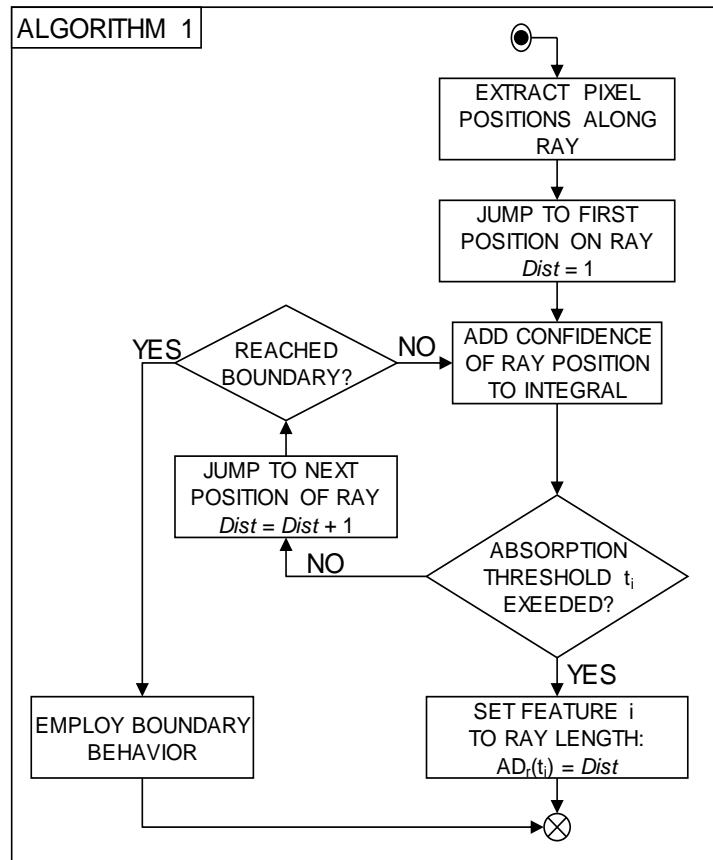 ALGORITHM 1
EXTRACT PIXEL
POSITIONS ALONG
RAY
JUMP TO FIRST
POSITION ON RAY
Dist = 1
ADD CONFIDENCE
OF RAY POSITION
TO INTEGRAL
NO
YES
REACHED
BOUNDARY?
JUMP TO NEXT
POSITION OF RAY
Dist = Dist + 1
NO
ABSORPTION
THRESHOLD tᵢ
EXEEDED?
YES
SET FEATURE i
TO RAY LENGTH:
ADᵣ(tᵢ) = Dist
EMPLOY BOUNDARY
BEHAVIOR